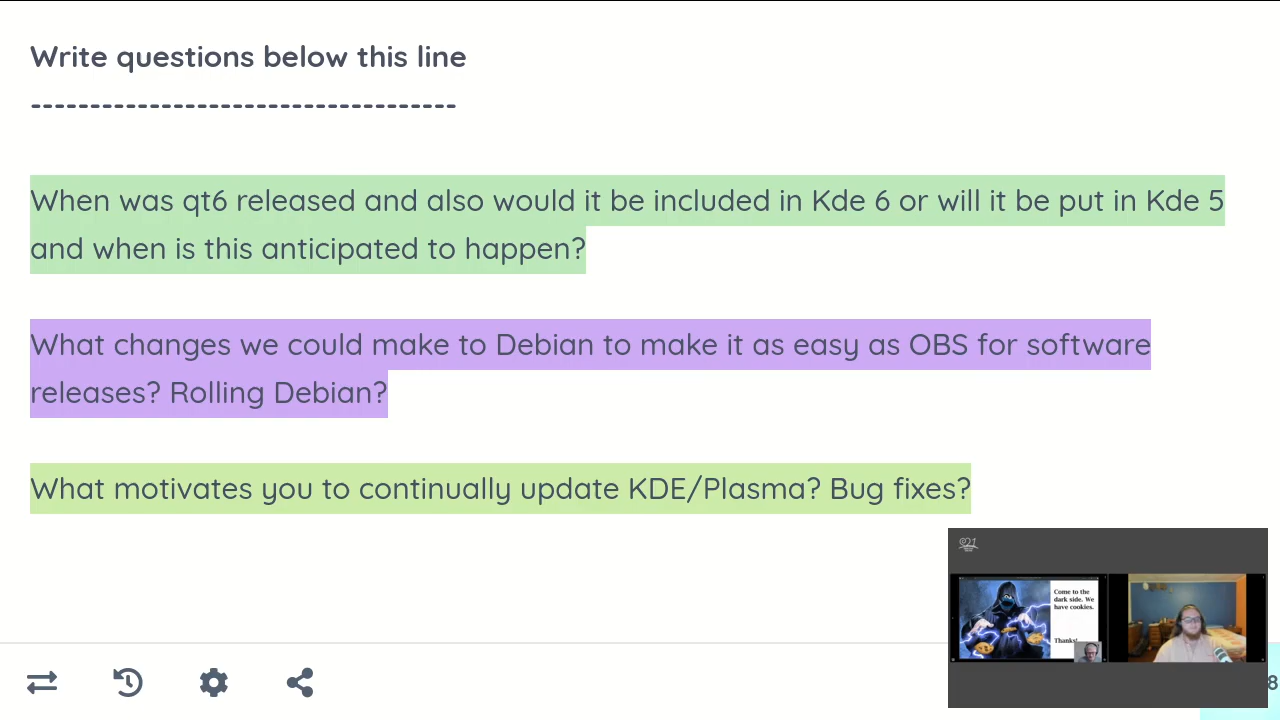 Write questions below this line
-----------------------------------
When was qt6 released and also would it be included in Kde 6 or will it be put in Kde 5
and when is this anticipated to happen?
What changes we could make to Debian to make it as easy as OBS for software
releases? Rolling Debian?
What motivates you to continually update KDE/Plasma? Bug fixes?
Come to the
dark side. We
have cookies.
Thanks!
8